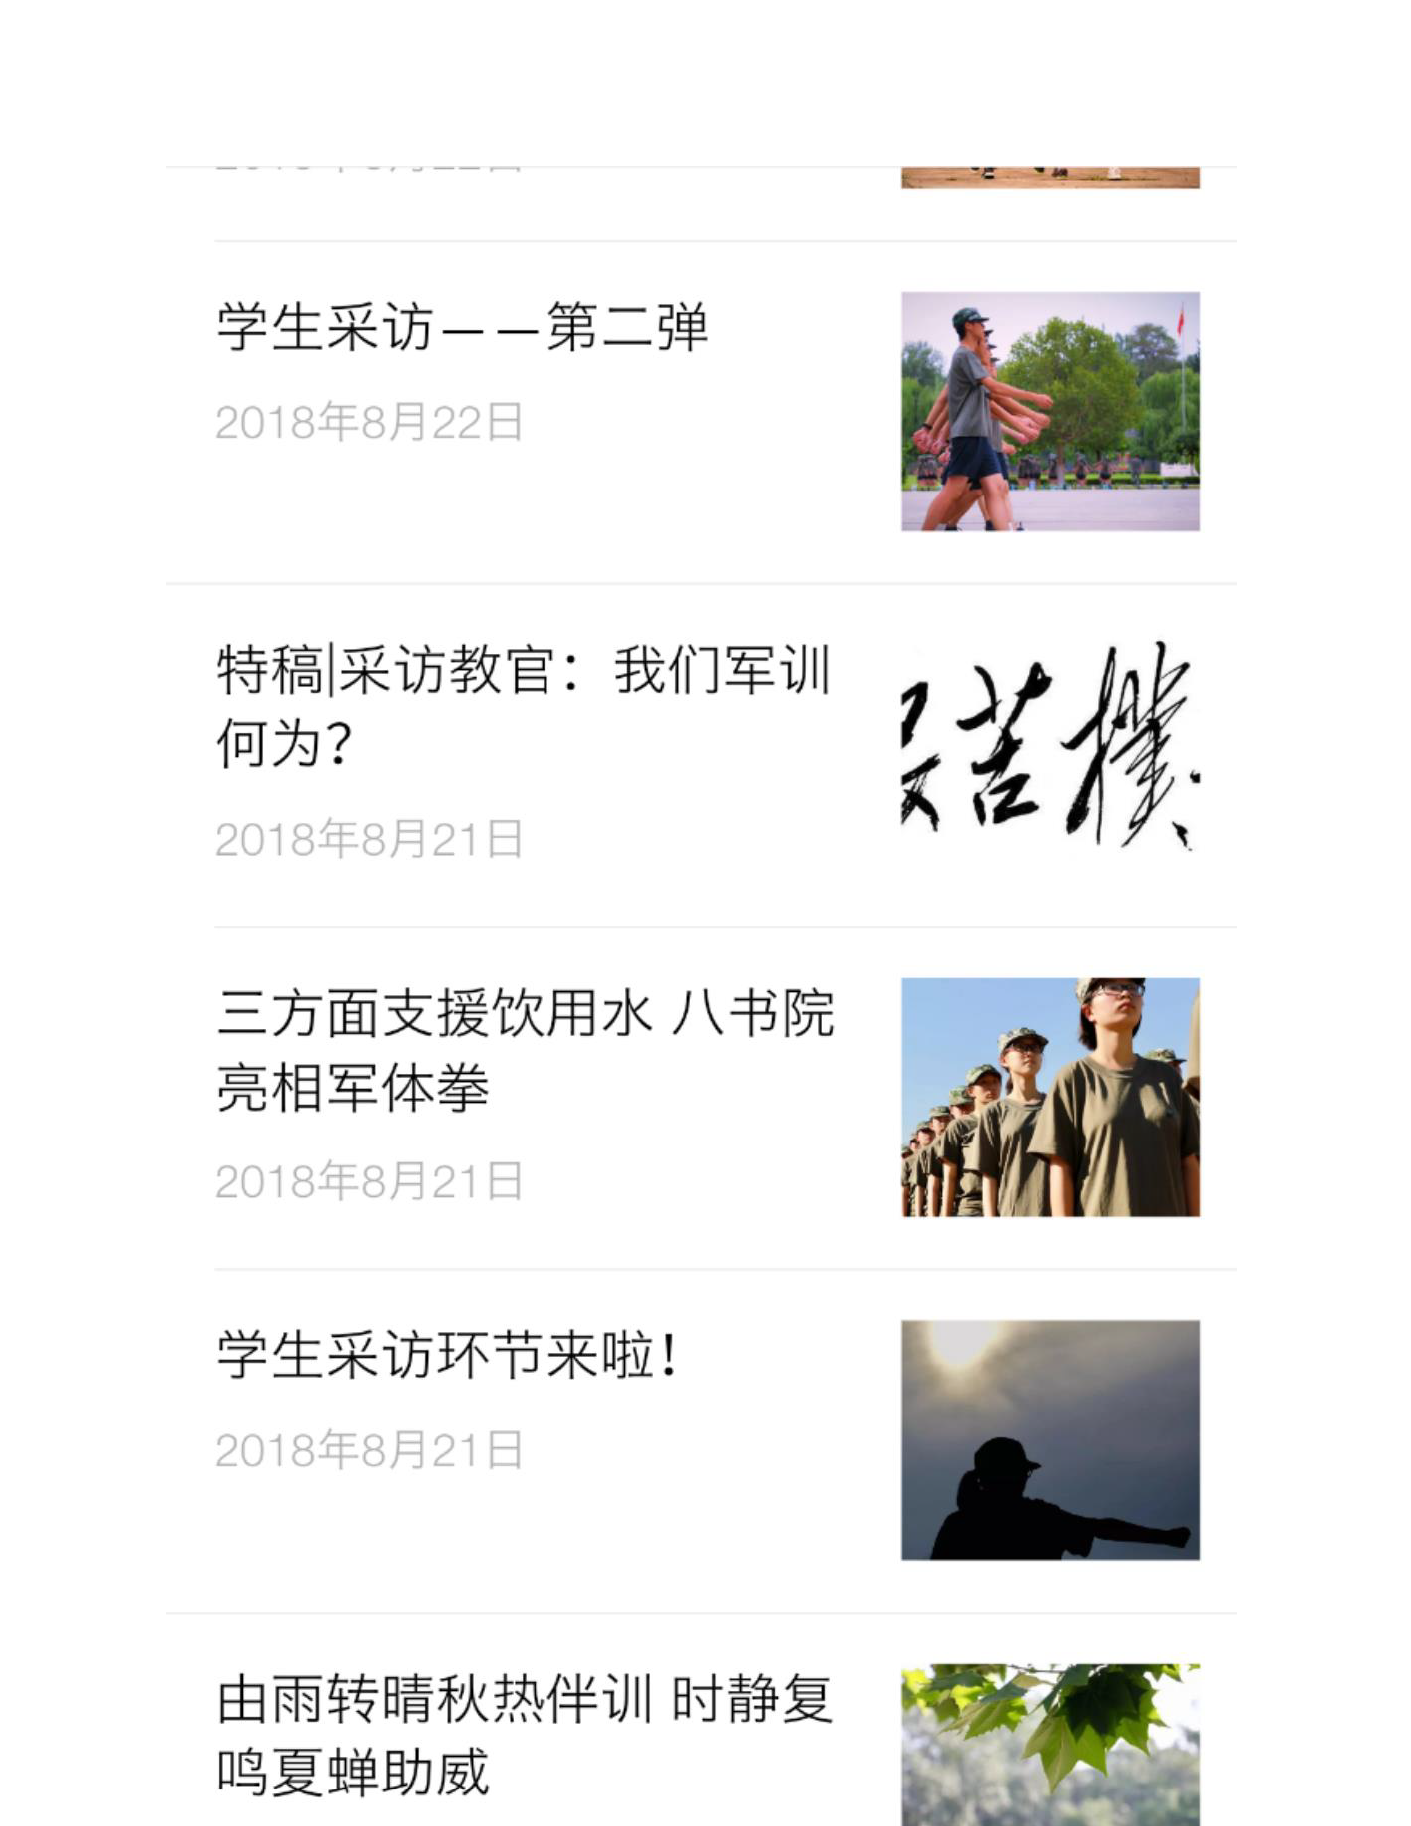 学生采访——第二弹
2018年8月22日
特稿|采访教官：我们军训
何为？
2018年8月21日
苦 撲
三方面支援饮用水 八书院
亮相军体拳
2018年8月21日
学生采访环节来啦！
2018年8月21日
由雨转晴秋热伴训 时静复
鸣夏蝉助威